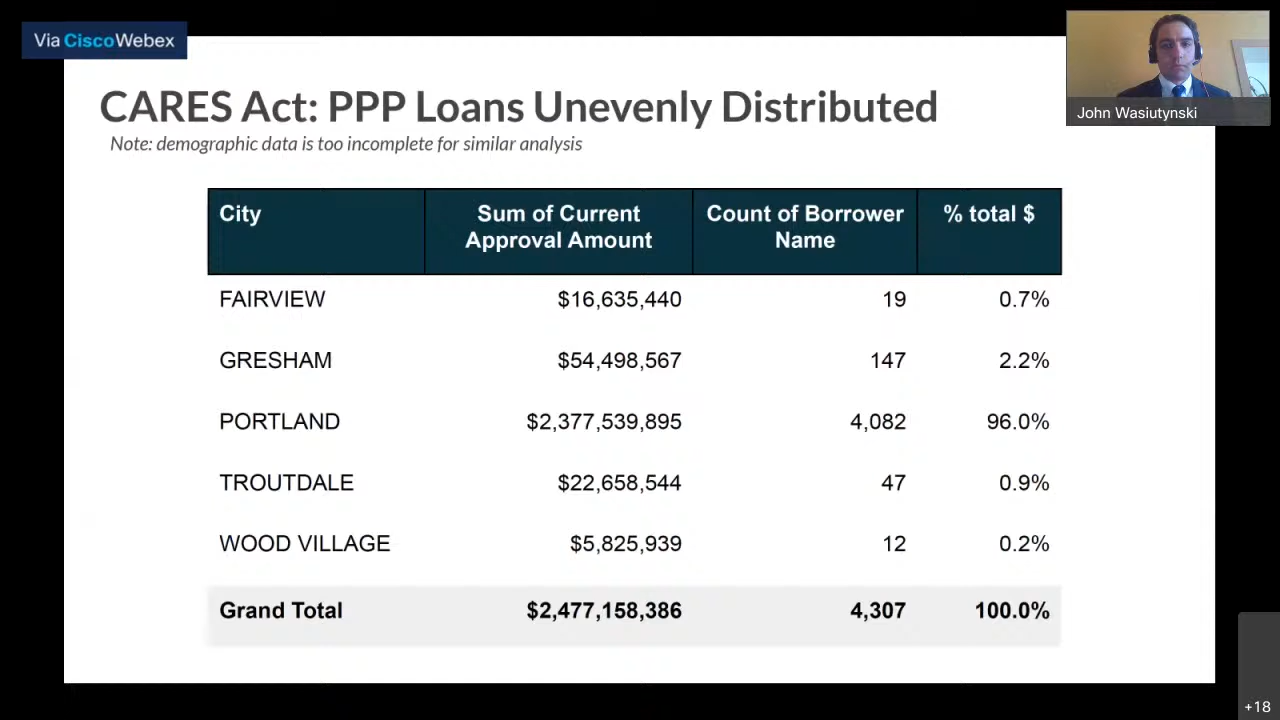 Via CiscoWebex
John Wasiutynski
CARES Act: PPP Loans Unevenly Distributed
Note: demographic data is too incomplete for similar analysis
City Sum of Current Approval Amount Count of Borrower Name % total $
FAIRVIEW $16,635,440 19 0.7%
GRESHAM $54,498,567 147 2.2%
PORTLAND $2,377,539,895 4,082 96.0%
TROUTDALE $22,658,544 47 0.9%
WOOD VILLAGE $5,825,939 12 0.2%
Grand Total $2,477,158,386 4,307 100.0%
+18